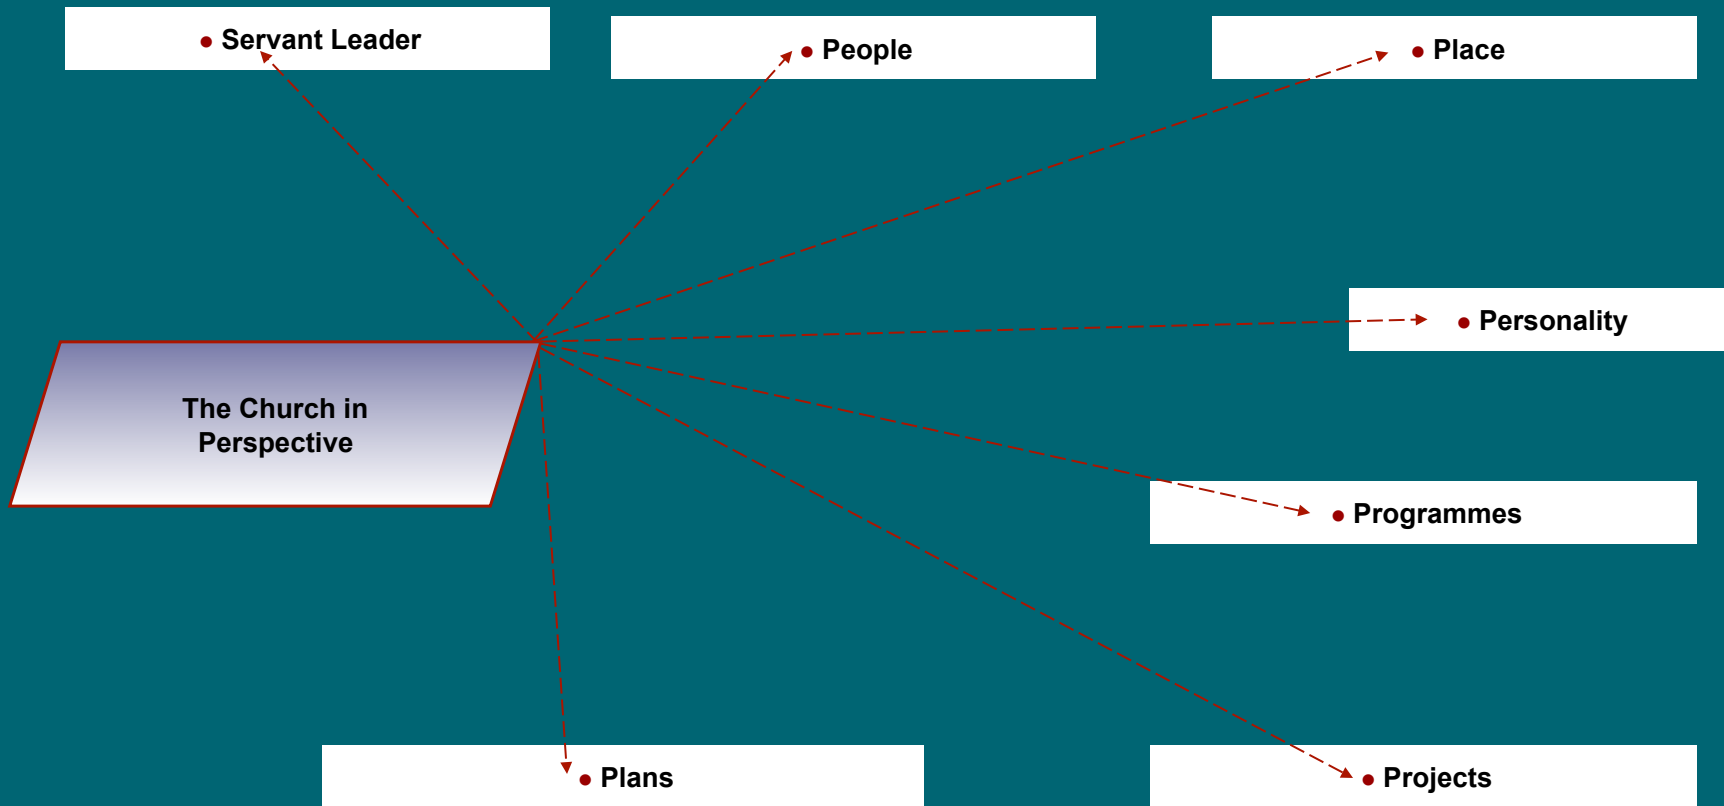 • Servant Leader
• People
• Place
• Personality
The Church in
Perspective
• Programmes
• Plans
• Projects